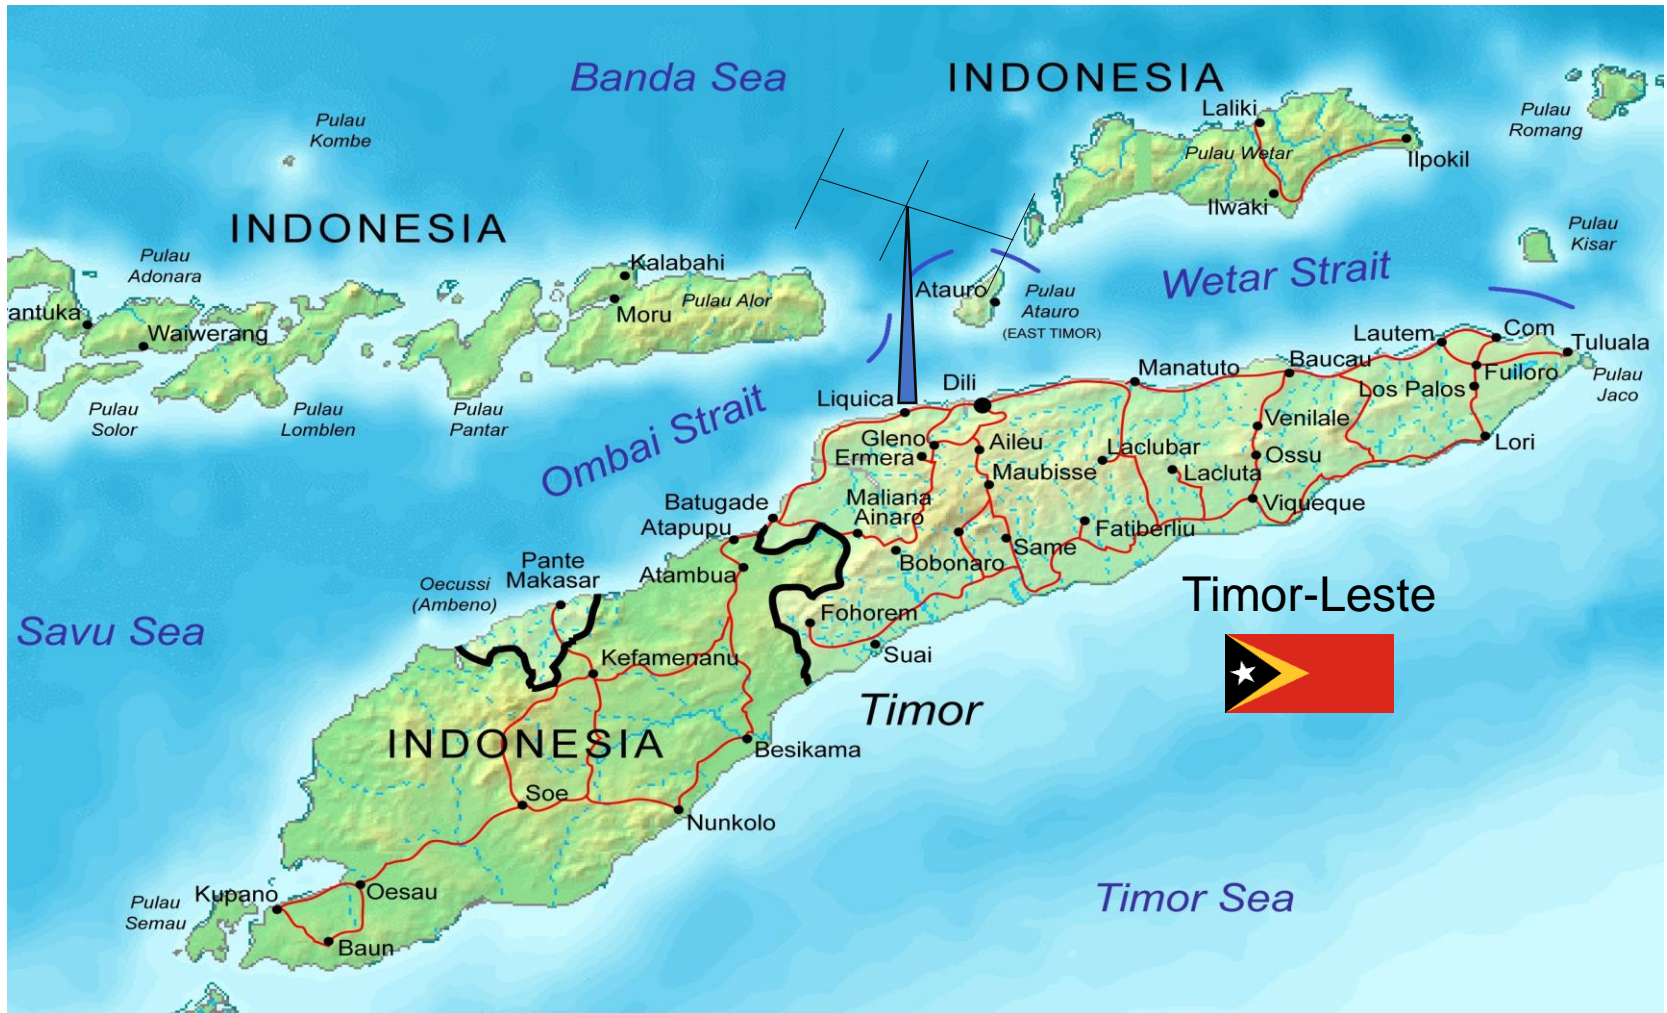 Banda Sea
INDONESIA
Laliki
Pulau
Romang
Pulau
Kombe
Pulau Wetar
Ilpokil
Ilwaki
INDONESIA
Pulau
Kisar
Pulau
Adonara
Kalabahi
Wetar Strait
Atauro
Pulau
Atauro
(EAST TIMOR)
Pulau Alor
antuka
Moru
Waiwerang
Lautem
Com
Tuluala
Manatuto
Baucau
Fuiloro
Dili
Los Palos
Pulau
Jaco
Liquica
Pulau
Solor
Pulau
Lomblen
Pulau
Pantar
Ombai Strait
Venilale
Gleno
Aileu
Laclubar
Lori
Ermera
Ossu
Maubisse
Lacluta
Batugade
Maliana
Viqueque
Atapupu
Ainaro
Fatiberliu
Same
Pante
Makasar
Bobonaro
Atambua
Oecussi
(Ambeno)
Timor-Leste
Fohorem
Savu Sea
Suai
Kefamenanu
Timor
INDONESIA
Besikama
Soe
Nunkolo
Oesau
Kupano
Pulau
Semau
Timor Sea
Baun